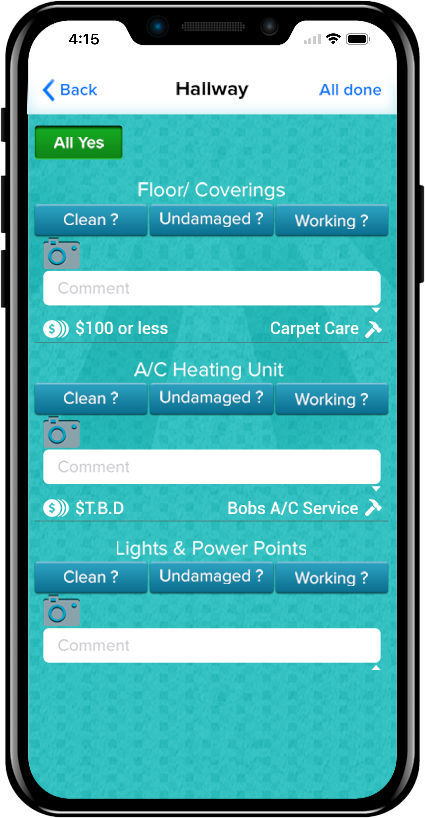 4:15
Back Hallway All done
All Yes
Floor/ Coverings
Clean ? Undamaged ? Working ?
Comment
$100 or less Carpet Care
A/C Heating Unit
Clean ? Undamaged ? Working ?
Comment
$T.B.D Bobs A/C Service
Lights & Power Points
Clean ? Undamaged ? Working ?
Comment